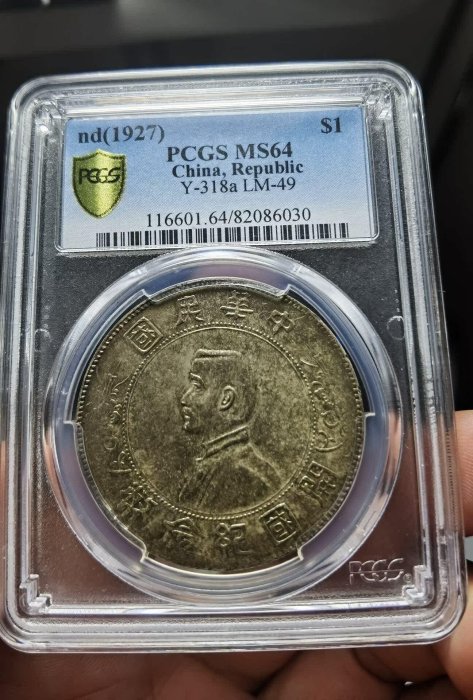 nd(1927) $1
PCGS MS64
China, Republic
Y-318a LM-49
PCGS
116601.64/82086030
中華民國
開國紀念幣
PCGS